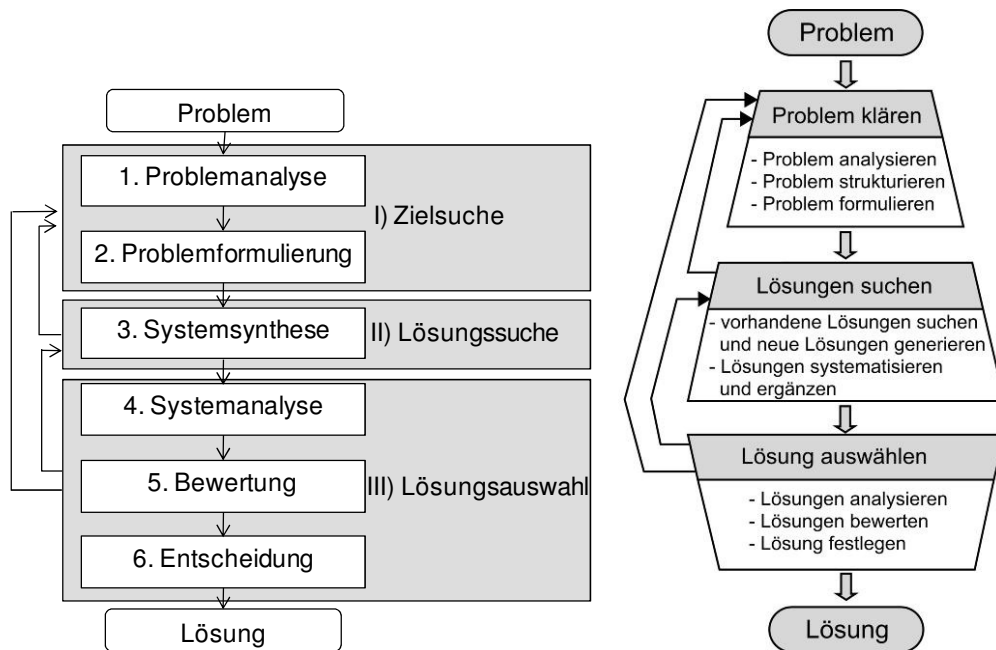 Problem
1. Problemanalyse
I) Zielsuche
2. Problemformulierung
3. Systemsynthese
II) Lösungssuche
4. Systemanalyse
5. Bewertung
III) Lösungsauswahl
6. Entscheidung
Lösung
Problem
Problem klären
- Problem analysieren
- Problem strukturieren
- Problem formulieren
Lösungen suchen
- vorhandene Lösungen suchen
und neue Lösungen generieren
- Lösungen systematisieren
und ergänzen
Lösung auswählen
- Lösungen analysieren
- Lösungen bewerten
- Lösung festlegen
Lösung